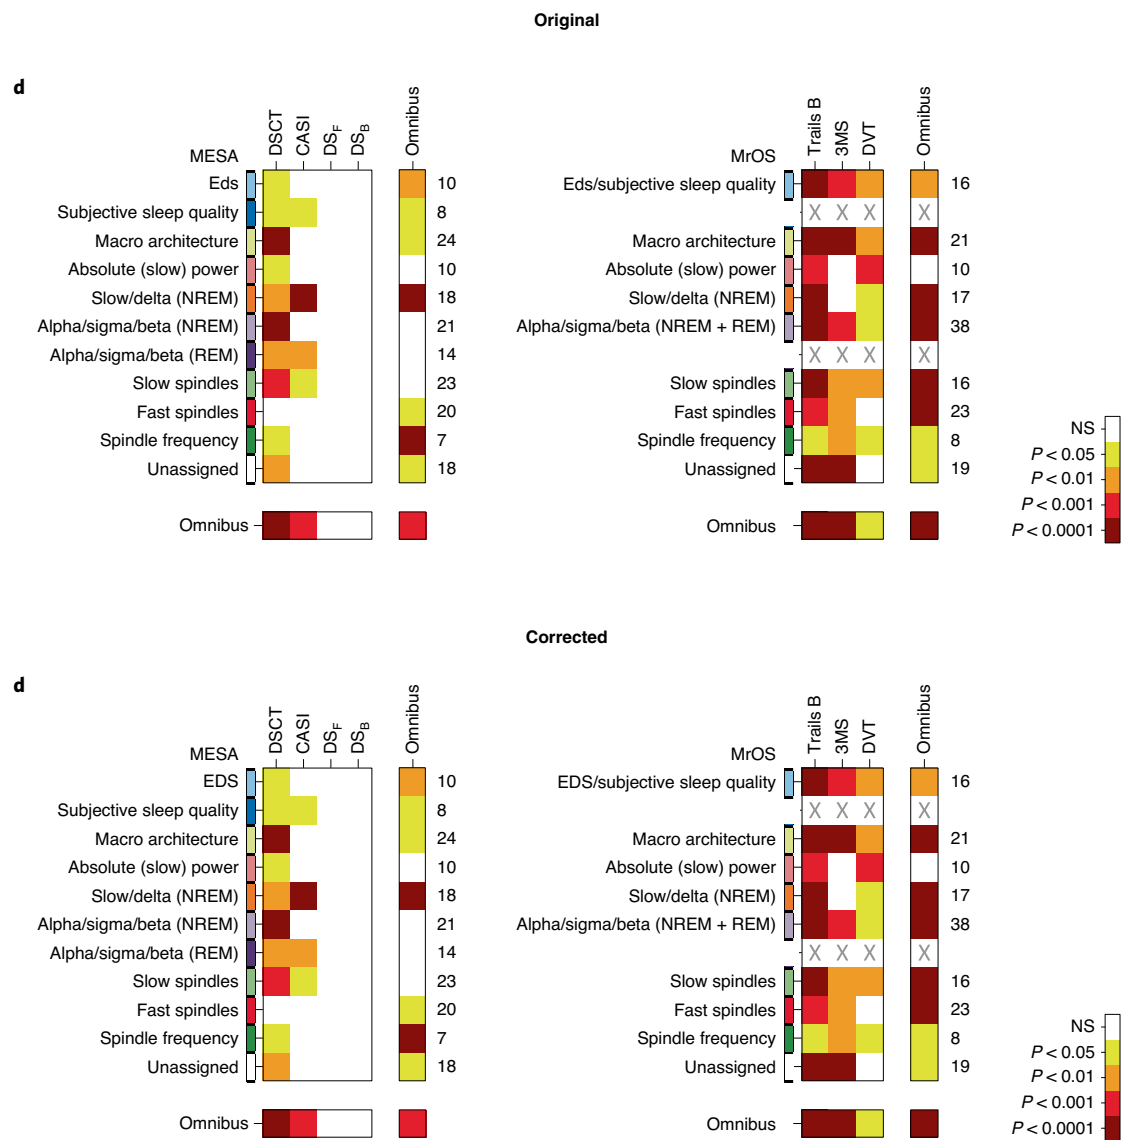 Original
d
MESA DSCT CASI DSF DSB Omnibus
Eds 10
Subjective sleep quality 8
Macro architecture 24
Absolute (slow) power 10
Slow/delta (NREM) 18
Alpha/sigma/beta (NREM) 21
Alpha/sigma/beta (REM) 14
Slow spindles 23
Fast spindles 20
Spindle frequency 7
Unassigned 18
Omnibus
MrOS Trails B 3MS DVT Omnibus
Eds/subjective sleep quality 16
X X X X
Macro architecture 21
Absolute (slow) power 10
Slow/delta (NREM) 17
Alpha/sigma/beta (NREM + REM) 38
X X X X
Slow spindles 16
Fast spindles 23
Spindle frequency 8
Unassigned 19
Omnibus
NS
P < 0.05
P < 0.01
P < 0.001
P < 0.0001
Corrected
d
MESA DSCT CASI DSF DSB Omnibus
EDS 10
Subjective sleep quality 8
Macro architecture 24
Absolute (slow) power 10
Slow/delta (NREM) 18
Alpha/sigma/beta (NREM) 21
Alpha/sigma/beta (REM) 14
Slow spindles 23
Fast spindles 20
Spindle frequency 7
Unassigned 18
Omnibus
MrOS Trails B 3MS DVT Omnibus
EDS/subjective sleep quality 16
X X X X
Macro architecture 21
Absolute (slow) power 10
Slow/delta (NREM) 17
Alpha/sigma/beta (NREM + REM) 38
X X X X
Slow spindles 16
Fast spindles 23
Spindle frequency 8
Unassigned 19
Omnibus
NS
P < 0.05
P < 0.01
P < 0.001
P < 0.0001